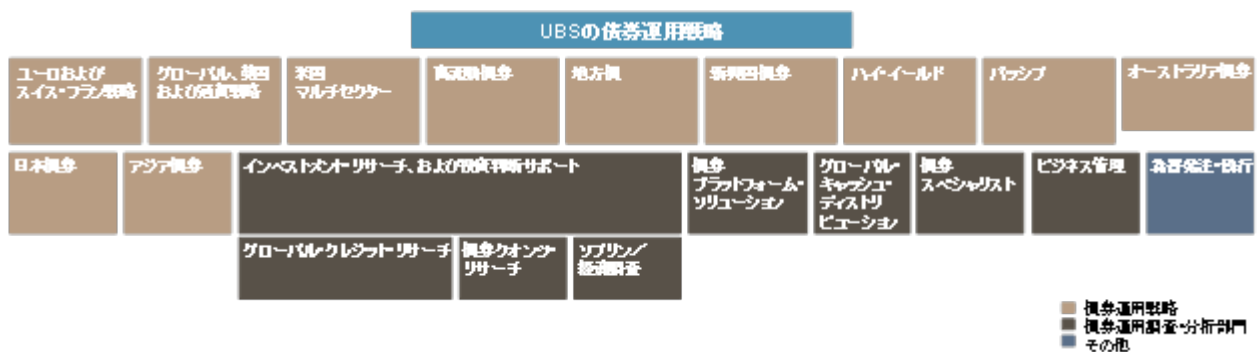 UBSの債券運用戦略
ユーロおよび
スイス・フラン戦略
グローバル、英国
および通貨戦略
米国
マルチセクター
高流動債券
地方債
新興国債券
ハイ・イールド
パッシブ
オーストラリア債券
日本債券
アジア債券
インベストメント・リサーチ、および投資判断サポート
債券
プラットフォーム・
ソリューション
グローバル・
キャッシュ・
ディストリ
ビューション
債券
スペシャリスト
ビジネス管理
為替発注・執行
グローバル・クレジット・リサーチ
債券クオンツ・
リサーチ
ソブリン／
経済調査
債券運用戦略
債券運用調査・分析部門
その他